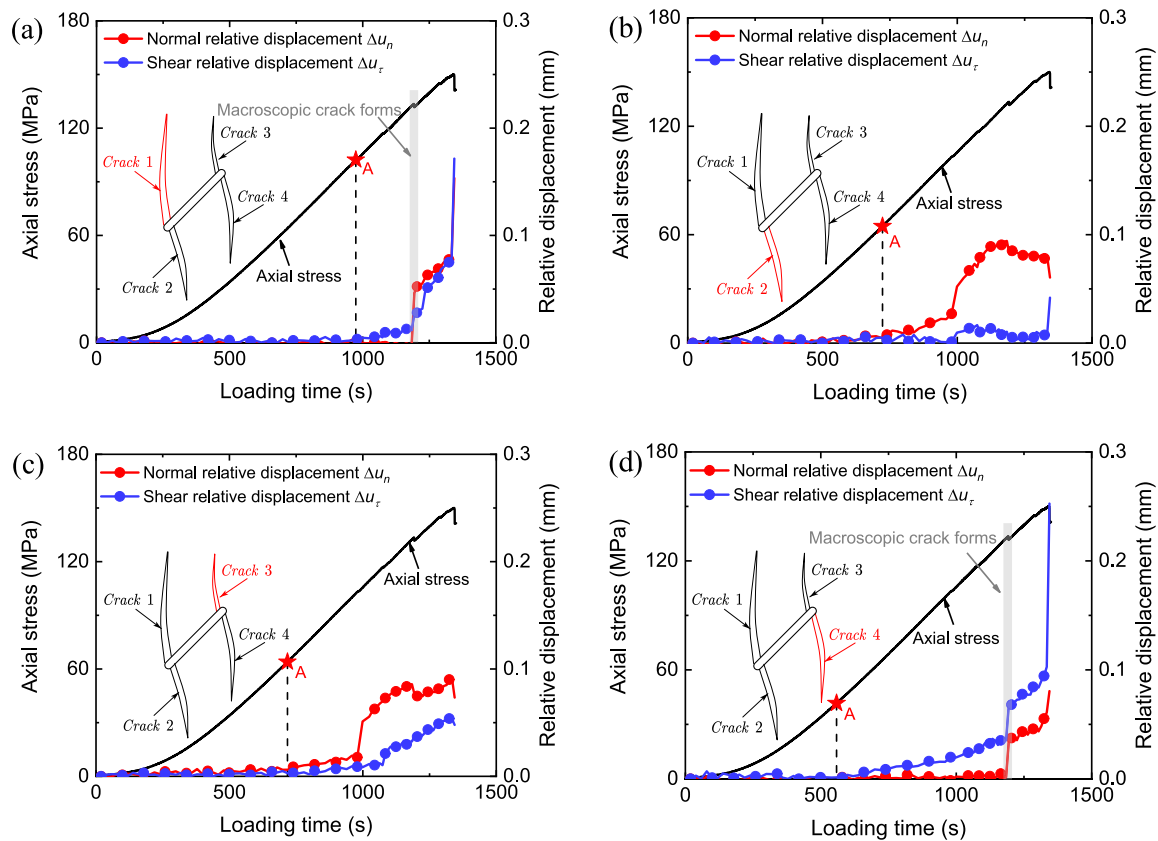 (a)
180
120
60
0
Axial stress (MPa)
Normal relative displacement Δuₙ
Shear relative displacement Δu_τ
Macroscopic crack forms
Crack 1
Crack 3
Crack 4
Crack 2
A
Axial stress
0.3
0.2
0.1
0.0
Relative displacement (mm)
0 500 1000 1500
Loading time (s)
(b)
180
120
60
0
Axial stress (MPa)
Normal relative displacement Δuₙ
Shear relative displacement Δu_τ
Crack 1
Crack 3
Crack 4
Crack 2
A
Axial stress
0.3
0.2
0.1
0.0
Relative displacement (mm)
0 500 1000 1500
Loading time (s)
(c)
180
120
60
0
Axial stress (MPa)
Normal relative displacement Δuₙ
Shear relative displacement Δu_τ
Crack 3
Crack 1
Crack 4
Crack 2
A
Axial stress
0.3
0.2
0.1
0.0
Relative displacement (mm)
0 500 1000 1500
Loading time (s)
(d)
180
120
60
0
Axial stress (MPa)
Normal relative displacement Δuₙ
Shear relative displacement Δu_τ
Macroscopic crack forms
Crack 3
Crack 1
Crack 4
Crack 2
A
Axial stress
0.3
0.2
0.1
0.0
Relative displacement (mm)
0 500 1000 1500
Loading time (s)